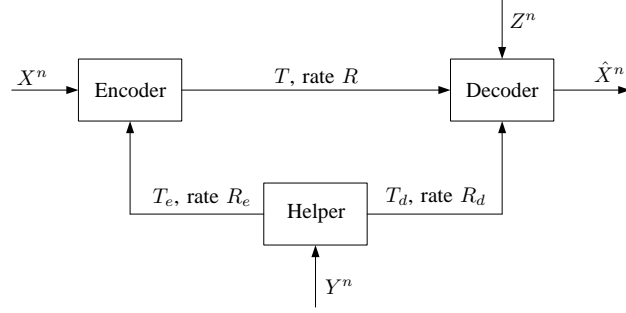 Z^n
X^n
T, rate R
X̂^n
Encoder
Decoder
T_e, rate R_e
T_d, rate R_d
Helper
Y^n